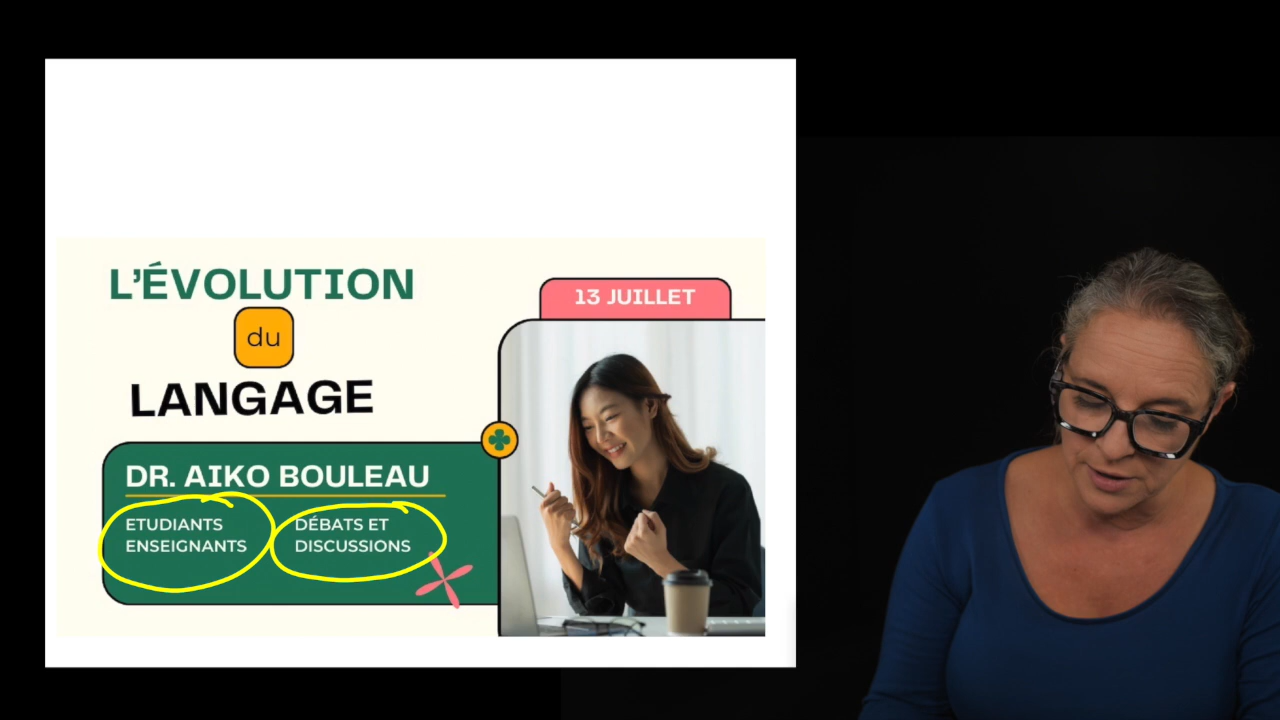 L'ÉVOLUTION
du
LANGAGE
13 JUILLET
DR. AIKO BOULEAU
ETUDIANTS
ENSEIGNANTS
DÉBATS ET
DISCUSSIONS